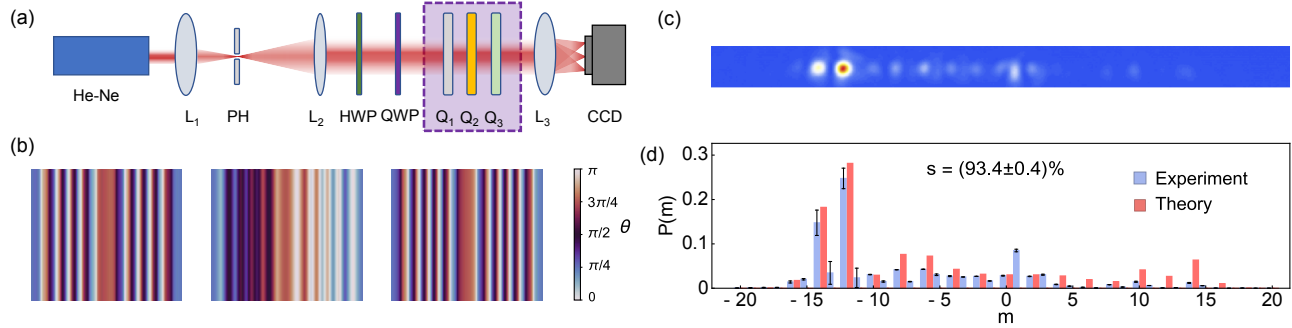 (a)
He-Ne
L1
PH
L2
HWP
QWP
Q1
Q2
Q3
L3
CCD
(b)
π
3π/4
π/2
π/4
0
θ
(c)
(d)
s = (93.4±0.4)%
Experiment
Theory
P(m)
0.3
0.2
0.1
0
- 20
- 15
- 10
- 5
0
5
10
15
20
m